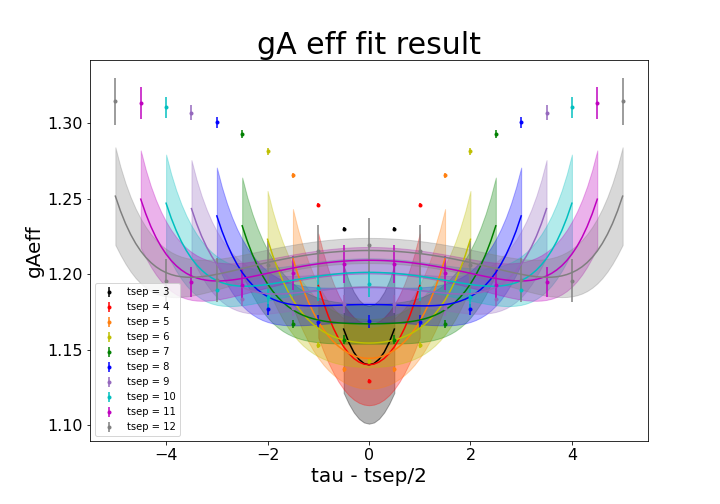 gA eff fit result
gAeff
1.30
1.25
1.20
1.15
1.10
tsep = 3
tsep = 4
tsep = 5
tsep = 6
tsep = 7
tsep = 8
tsep = 9
tsep = 10
tsep = 11
tsep = 12
−4
−2
0
2
4
tau - tsep/2